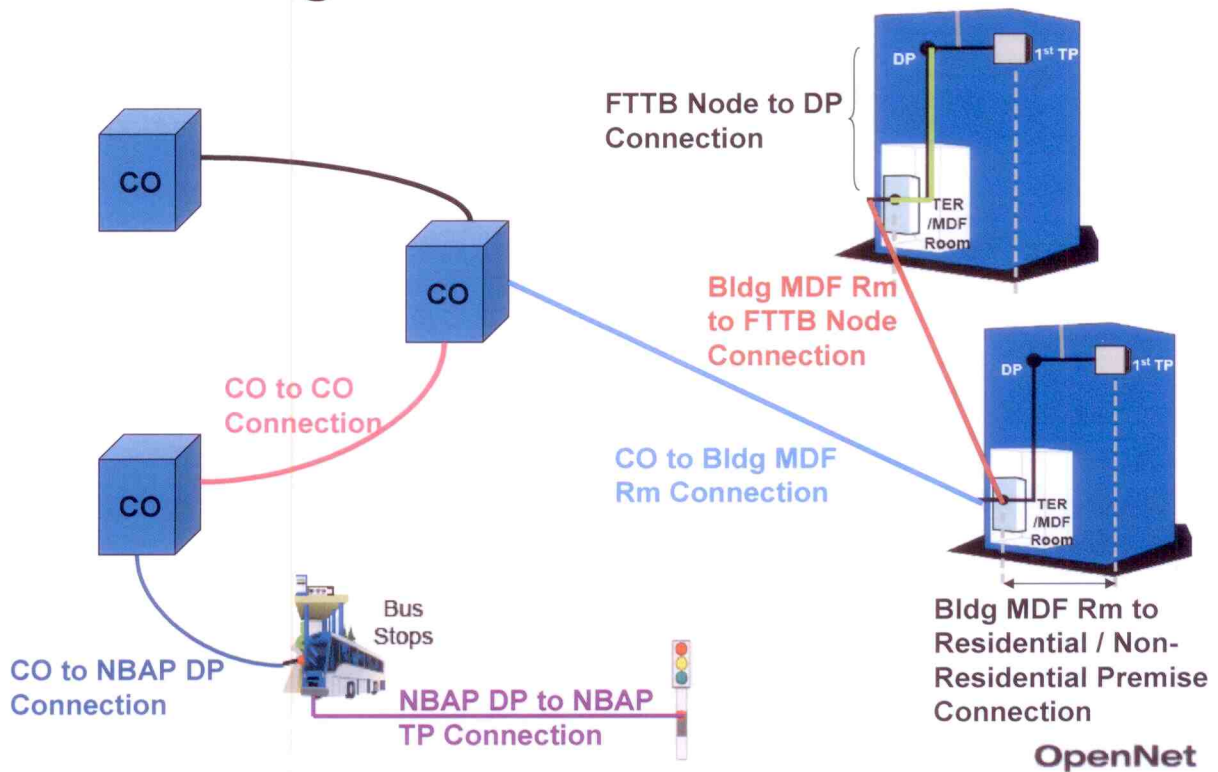 DP
1st TP
FTTB Node to DP
Connection
TER
/MDF
Room
CO
CO
Bldg MDF Rm
to FTTB Node
Connection
DP
1st TP
CO to CO
Connection
CO to Bldg MDF
Rm Connection
TER
/MDF
Room
CO
Bus
Stops
Bldg MDF Rm to
Residential / Non-
Residential Premise
Connection
CO to NBAP DP
Connection
NBAP DP to NBAP
TP Connection
OpenNet